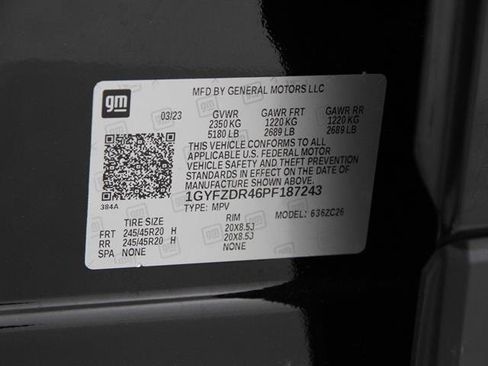 gm
MFD BY GENERAL MOTORS LLC
03/23 GVWR GAWR FRT GAWR RR
2350 KG 1220 KG 1220 KG
5180 LB 2689 LB 2689 LB
THIS VEHICLE CONFORMS TO ALL
APPLICABLE U.S. FEDERAL MOTOR
VEHICLE SAFETY AND THEFT PREVENTION
STANDARDS IN EFFECT ON THE DATE OF
MANUFACTURE SHOWN ABOVE.
384A
1GYFZDR46PF187243
TYPE: MPV MODEL: 636ZC26
TIRE SIZE RIM
FRT 245/45R20 H 20X8.5J
RR 245/45R20 H 20X8.5J
SPA NONE NONE